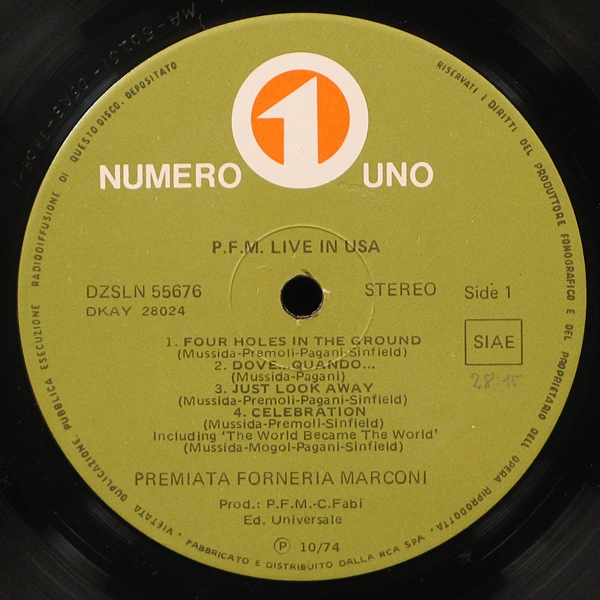 NUMERO 1 UNO
P.F.M. LIVE IN USA
DZSLN 55676
DKAY 28024
STEREO
Side 1
SIAE
28:15
1. FOUR HOLES IN THE GROUND
(Mussida-Premoli-Pagani-Sinfield)
2. DOVE...QUANDO...
(Mussida-Pagani)
3. JUST LOOK AWAY
(Mussida-Premoli-Pagani-Sinfield)
4. CELEBRATION
(Mussida-Premoli-Sinfield)
Including 'The World Became The World'
(Mussida-Mogol-Pagani-Sinfield)
PREMIATA FORNERIA MARCONI
Prod.: P.F.M.-C.Fabi
Ed. Universale
Ⓟ 10/74
RISERVATI I DIRITTI DEL PRODUTTORE FONOGRAFICO E DEL PROPRIETARIO DELL OPERA RIPRODOTTA•
•VIETATA DUPLICAZIONE, PUBBLICA ESECUZIONE RADIODIFFUSIONE DI QUESTO DISCO. DEPOSITATO
• FABBRICATO E DISTRIBUITO DALLA RCA SPA •